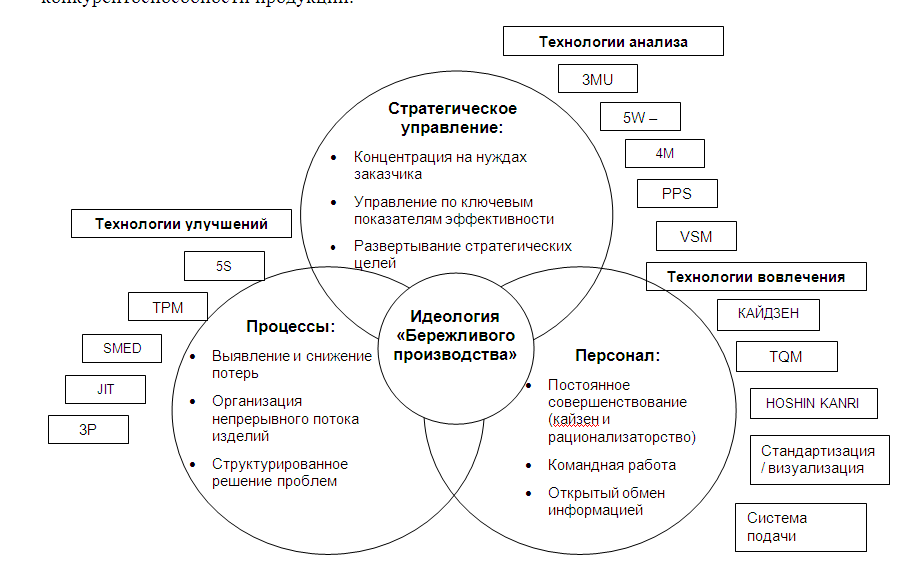 конкурентоспособности продукции.
Технологии анализа
3MU
5W –
4M
PPS
VSM
Стратегическое
управление:
• Концентрация на нуждах
заказчика
• Управление по ключевым
показателям эффективности
• Развертывание стратегических
целей
Технологии улучшений
5S
TPM
SMED
JIT
3P
Процессы:
• Выявление и снижение
потерь
• Организация
непрерывного потока
изделий
• Структурированное
решение проблем
Идеология
«Бережливого
производства»
Технологии вовлечения
КАЙДЗЕН
TQM
HOSHIN KANRI
Стандартизация
/ визуализация
Система
подачи
Персонал:
• Постоянное
совершенствование
(кайзен и
рационализаторство)
• Командная работа
• Открытый обмен
информацией